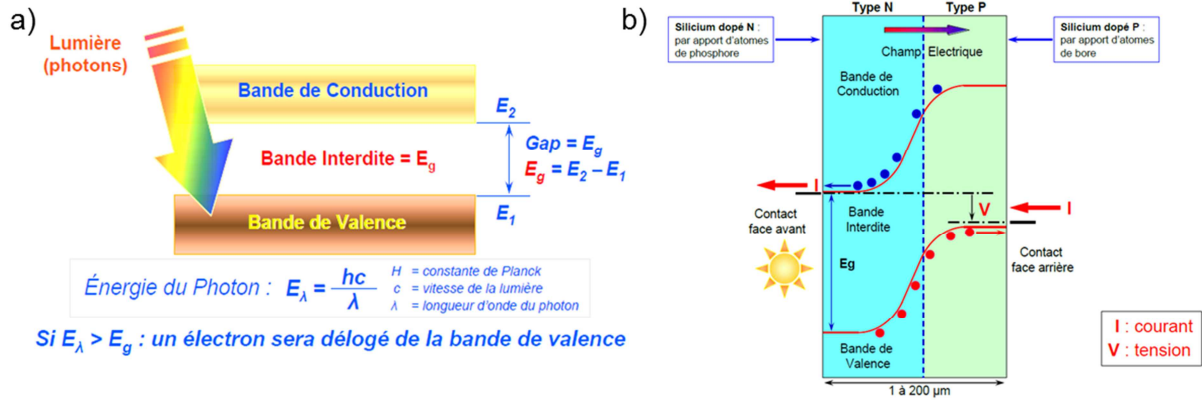 a)
Lumière
(photons)
Bande de Conduction
E2
Bande Interdite = Eg
Gap = Eg
Eg = E2 – E1
E1
Bande de Valence
Énergie du Photon : Eλ = hc / λ
H = constante de Planck
c = vitesse de la lumière
λ = longueur d'onde du photon
Si Eλ > Eg : un électron sera délogé de la bande de valence
b)
Type N
Type P
Silicium dopé N :
par apport d'atomes
de phosphore
Silicium dopé P :
par apport d'atomes
de bore
Champ Electrique
Bande de
Conduction
I
V
I
Contact
face avant
Bande
Interdite
Contact
face arrière
Eg
Bande de
Valence
I : courant
V : tension
1 à 200 µm